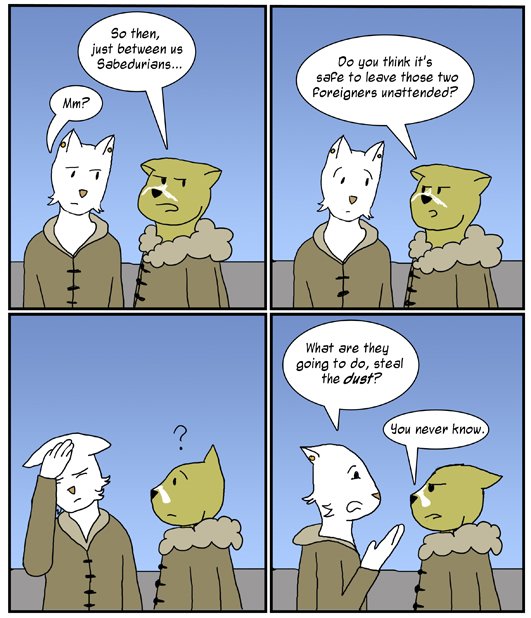 So then,
just between us
Sabedurians...
Mm?
Do you think it's
safe to leave those two
foreigners unattended?
?
What are they
going to do, steal
the dust?
You never know.